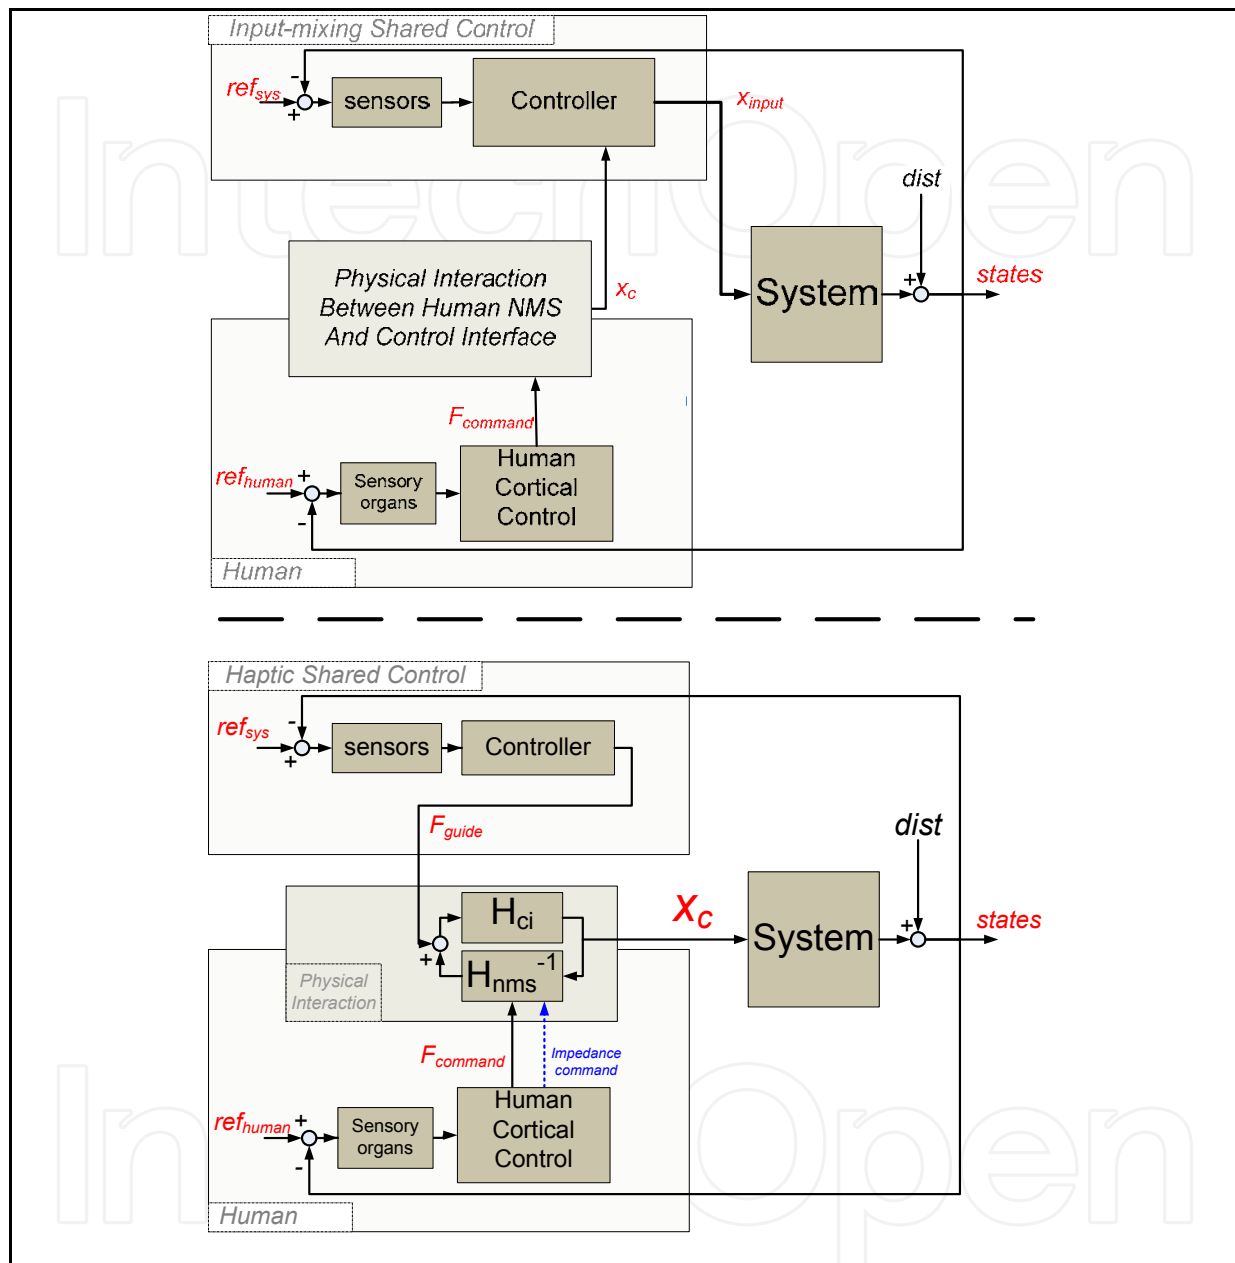 Input-mixing Shared Control
ref_sys
-
+
sensors
Controller
x_input
dist
Physical Interaction
Between Human NMS
And Control Interface
x_c
System
+
states
F_command
ref_human
+
-
Sensory
organs
Human
Cortical
Control
Human
Haptic Shared Control
ref_sys
-
+
sensors
Controller
F_guide
dist
H_ci
+
H_nms^-1
x_c
System
+
states
Physical
Interaction
F_command
Impedance
command
ref_human
+
-
Sensory
organs
Human
Cortical
Control
Human
IntechOpen
IntechOpen